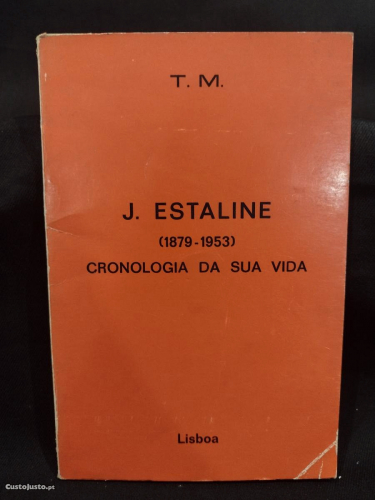 T. M.
J. ESTALINE
(1879-1953)
CRONOLOGIA DA SUA VIDA
Lisboa
CustoJusto.pt